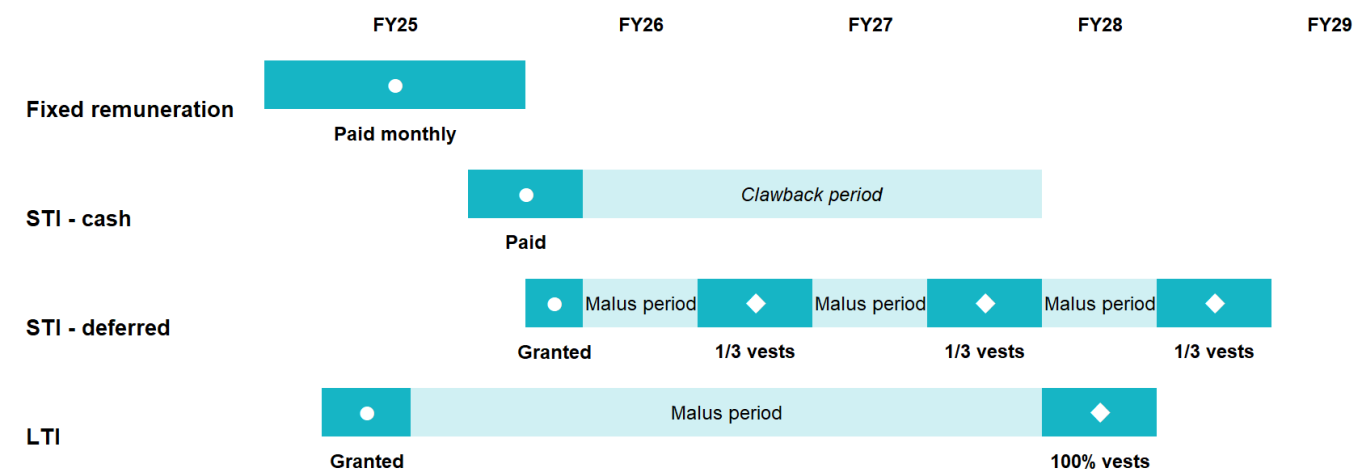 FY25 FY26 FY27 FY28 FY29
Fixed remuneration
Paid monthly
STI - cash
Clawback period
Paid
STI - deferred
Malus period Malus period Malus period
Granted 1/3 vests 1/3 vests 1/3 vests
LTI
Malus period
Granted 100% vests